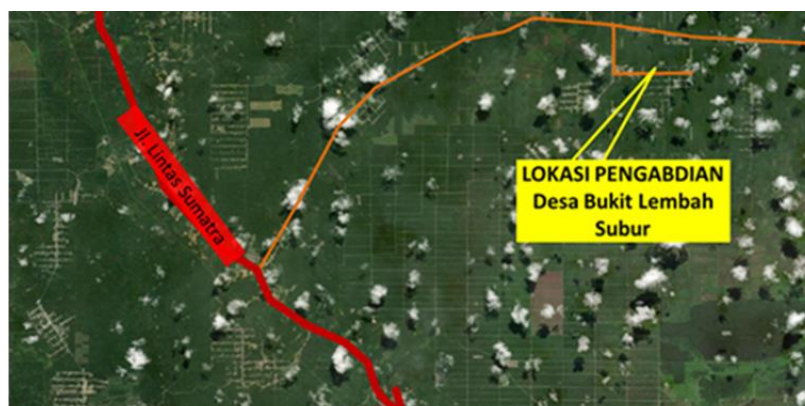 Jl. Lintas Sumatra
LOKASI PENGABDIAN
Desa Bukit Lembah
Subur